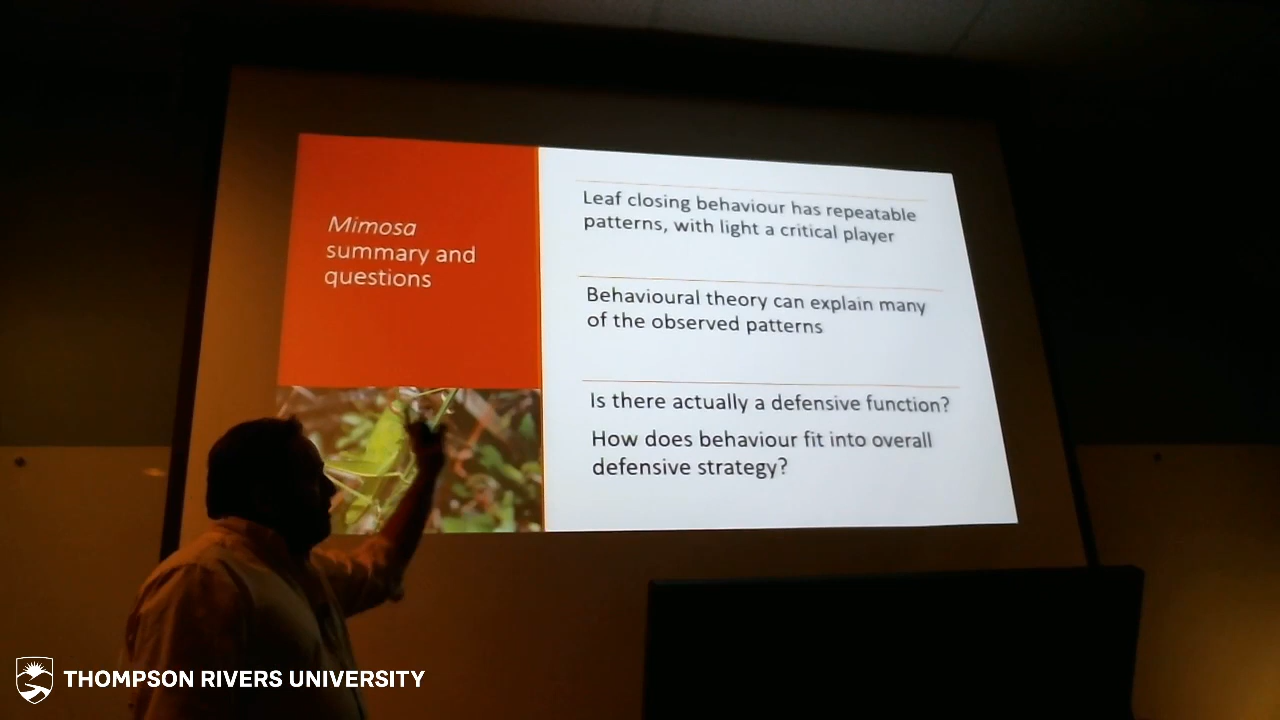 Mimosa
summary and
questions
Leaf closing behaviour has repeatable
patterns, with light a critical player
Behavioural theory can explain many
of the observed patterns
Is there actually a defensive function?
How does behaviour fit into overall
defensive strategy?
THOMPSON RIVERS UNIVERSITY